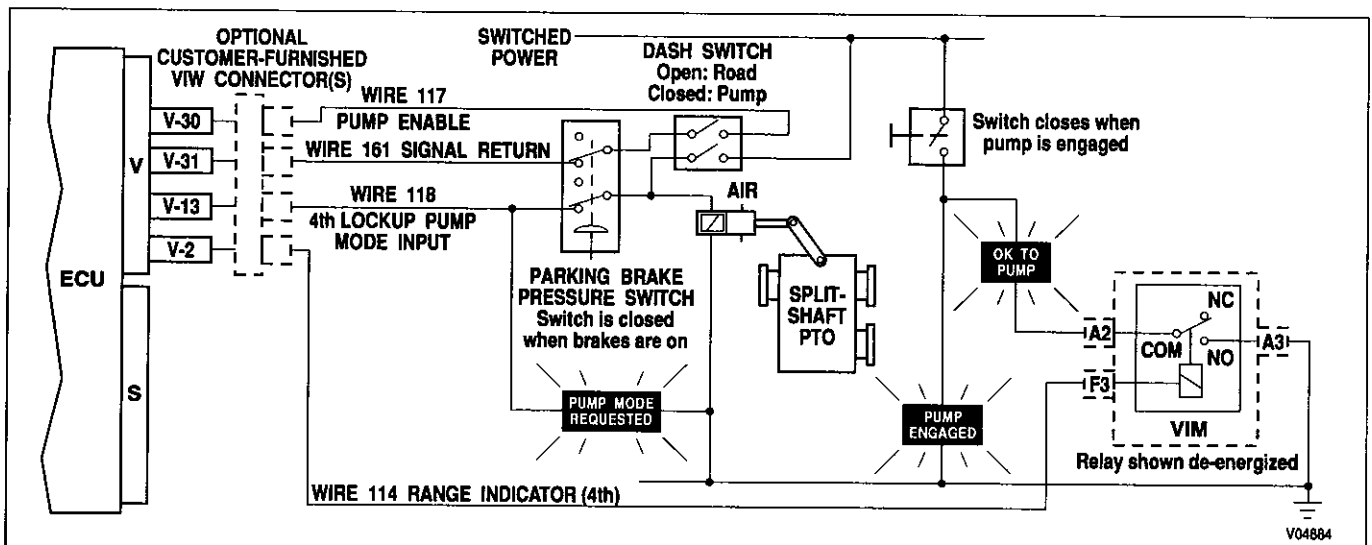 OPTIONAL
CUSTOMER-FURNISHED
VIW CONNECTOR(S)
SWITCHED
POWER
DASH SWITCH
Open: Road
Closed: Pump
WIRE 117
V-30
PUMP ENABLE
Switch closes when
pump is engaged
V
V-31
WIRE 161 SIGNAL RETURN
V-13
WIRE 118
4th LOCKUP PUMP
MODE INPUT
AIR
V-2
ECU
OK TO
PUMP
PARKING BRAKE
PRESSURE SWITCH
Switch is closed
when brakes are on
SPLIT-
SHAFT
PTO
NC
A2
COM
NO
A3
S
F3
PUMP MODE
REQUESTED
PUMP
ENGAGED
VIM
Relay shown de-energized
WIRE 114 RANGE INDICATOR (4th)
V04884